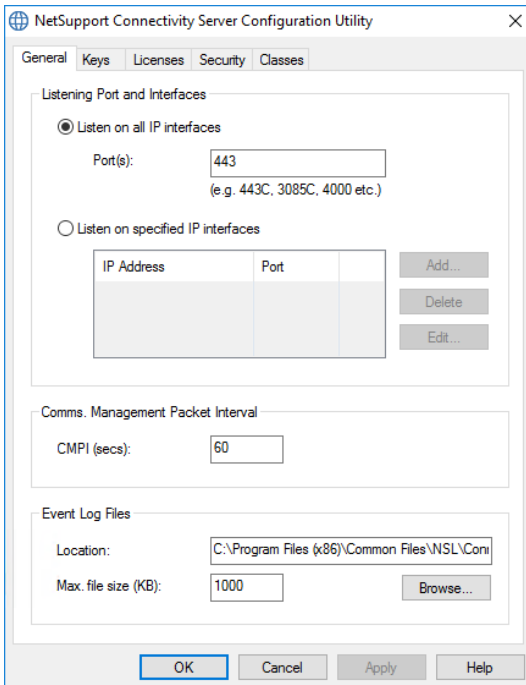 NetSupport Connectivity Server Configuration Utility
General Keys Licenses Security Classes
Listening Port and Interfaces
Listen on all IP interfaces
Port(s): 443
(e.g. 443C, 3085C, 4000 etc.)
Listen on specified IP interfaces
IP Address Port
Add...
Delete
Edit...
Comms. Management Packet Interval
CMPI (secs): 60
Event Log Files
Location: C:\Program Files (x86)\Common Files\NSL\Conn
Max. file size (KB): 1000 Browse...
OK Cancel Apply Help